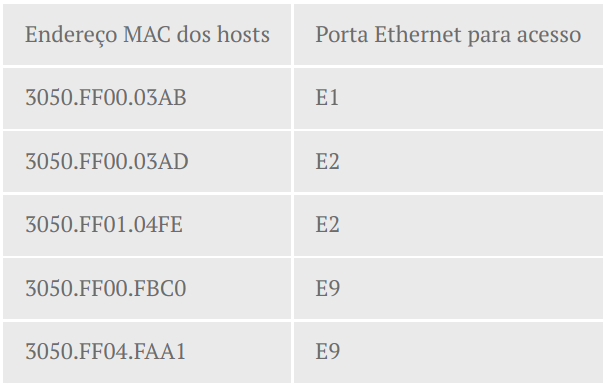 Endereço MAC dos hosts Porta Ethernet para acesso
3050.FF00.03AB E1
3050.FF00.03AD E2
3050.FF01.04FE E2
3050.FF00.FBC0 E9
3050.FF04.FAA1 E9